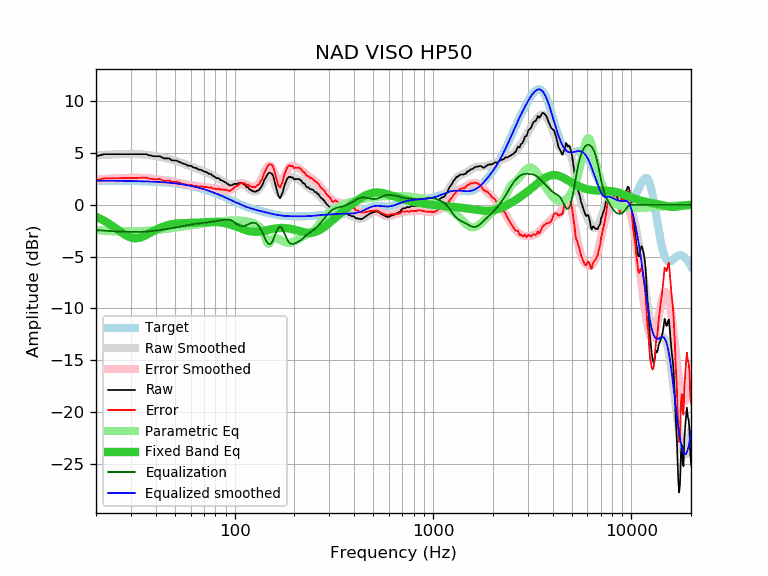 NAD VISO HP50
10
5
0
−5
−10
−15
−20
−25
Amplitude (dBr)
Target
Raw Smoothed
Error Smoothed
Raw
Error
Parametric Eq
Fixed Band Eq
Equalization
Equalized smoothed
100
1000
10000
Frequency (Hz)